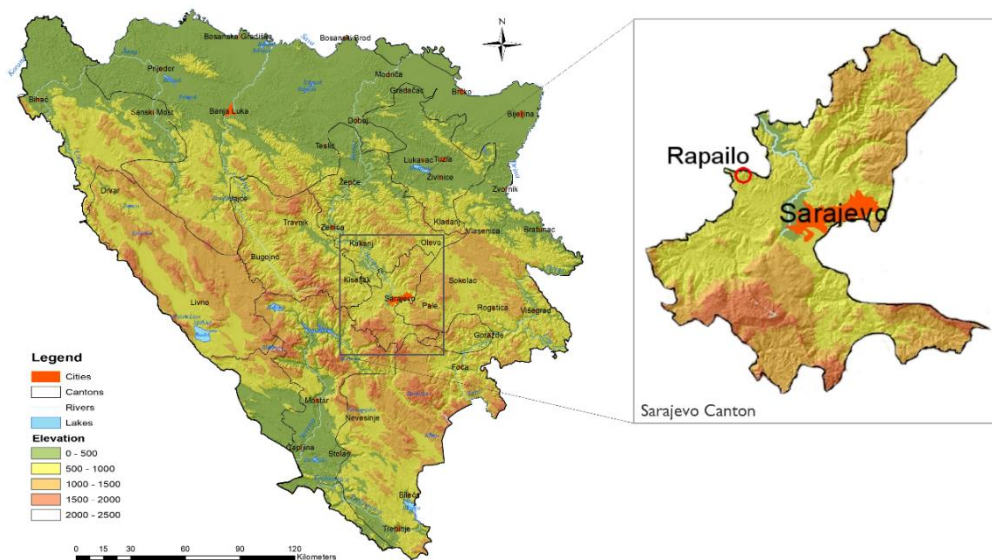 N
Bosanska Gradiška
Bosanski Brod
Sava
Prijedor
Modriča
Gradačac
Brčko
Bihać
Sanski Most
Banja Luka
Doboj
Bijeljina
Teslić
Lukavac
Tuzla
Živinice
Zvornik
Drvar
Jajce
Žepče
Travnik
Zenica
Kladanj
Vlasenica
Bratunac
Kakanj
Olovo
Bugojno
Kiseljak
Sokolac
Sarajevo
Pale
Rogatica
Višegrad
Livno
Goražde
Foča
Mostar
Nevesinje
Čapljina
Stolac
Bileća
Trebinje
Legend
Cities
Cantons
Rivers
Lakes
Elevation
0 - 500
500 - 1000
1000 - 1500
1500 - 2000
2000 - 2500
0 15 30 60 90 120
Kilometers
Rapailo
Sarajevo
Sarajevo Canton